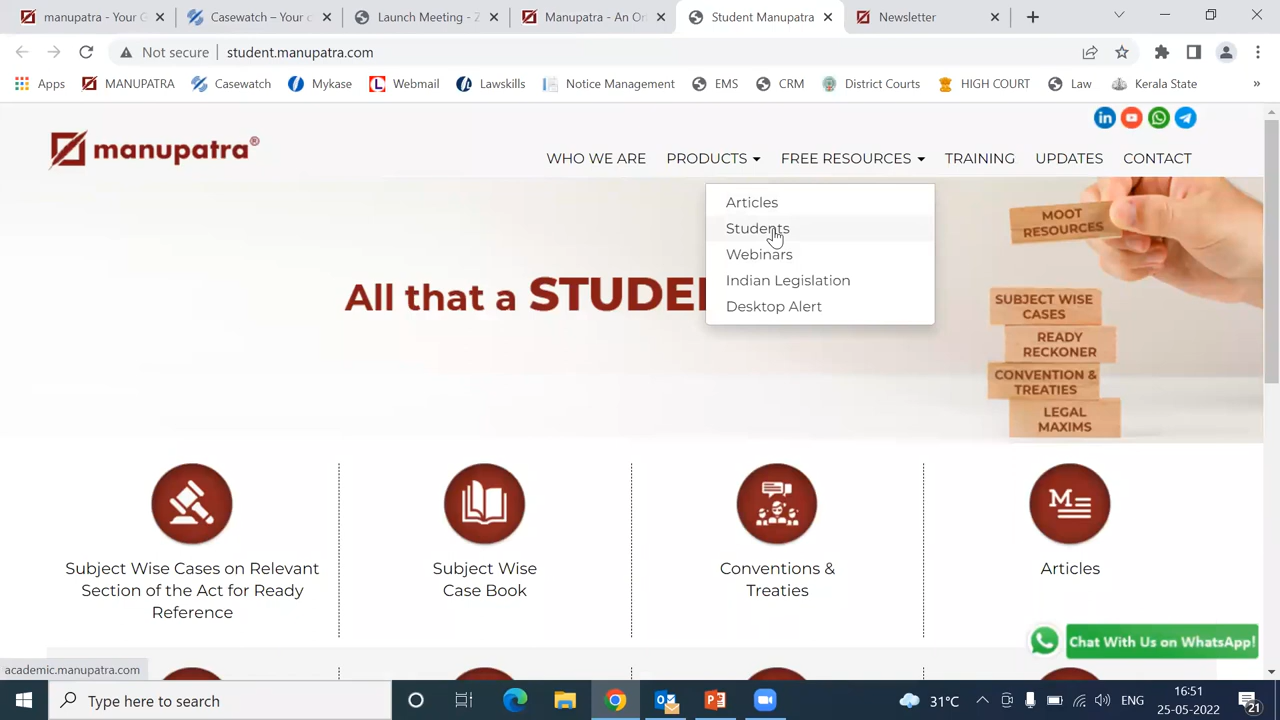 manupatra - Your G
Casewatch – Your c
Launch Meeting - Z
Manupatra - An On
Student Manupatra
Newsletter
Not secure
student.manupatra.com
Apps
MANUPATRA
Casewatch
Mykase
Webmail
Lawskills
Notice Management
EMS
CRM
District Courts
HIGH COURT
Law
Kerala State
»
manupatra®
WHO WE ARE
PRODUCTS
FREE RESOURCES
TRAINING
UPDATES
CONTACT
Articles
Students
Webinars
Indian Legislation
Desktop Alert
All that a STUDE
MOOT
RESOURCES
SUBJECT WISE
CASES
READY
RECKONER
CONVENTION &
TREATIES
LEGAL
MAXIMS
Subject Wise Cases on Relevant
Section of the Act for Ready
Reference
Subject Wise
Case Book
Conventions &
Treaties
Articles
Chat With Us on WhatsApp!
academic.manupatra.com
Type here to search
31°C
ENG
16:51
25-05-2022
21